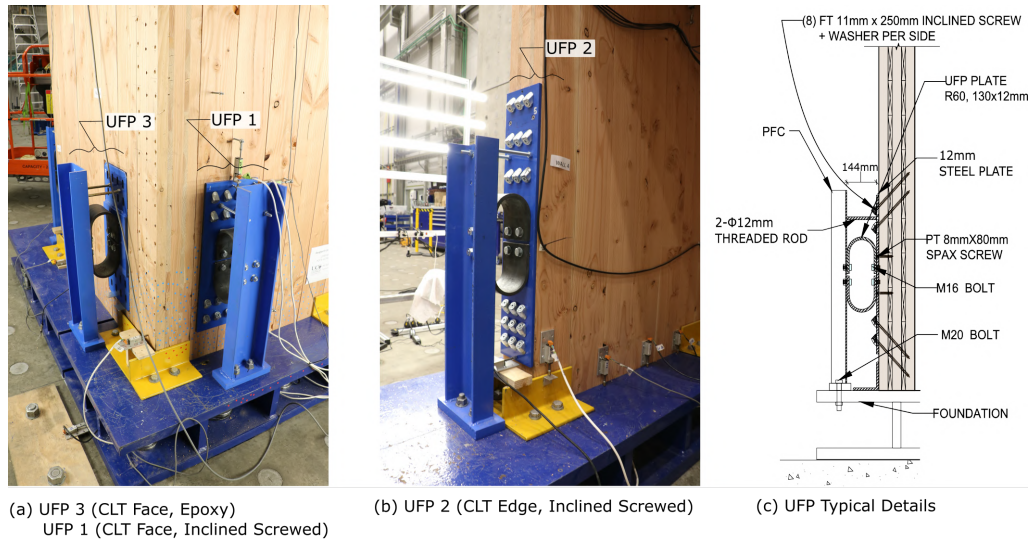 UFP 3
UFP 1
UFP 2
(8) FT 11mm x 250mm INCLINED SCREW
+ WASHER PER SIDE
UFP PLATE
R60, 130x12mm
PFC
144mm
12mm
STEEL PLATE
2-Φ12mm
THREADED ROD
PT 8mmX80mm
SPAX SCREW
M16 BOLT
M20 BOLT
FOUNDATION
(a) UFP 3 (CLT Face, Epoxy)
UFP 1 (CLT Face, Inclined Screwed)
(b) UFP 2 (CLT Edge, Inclined Screwed)
(c) UFP Typical Details